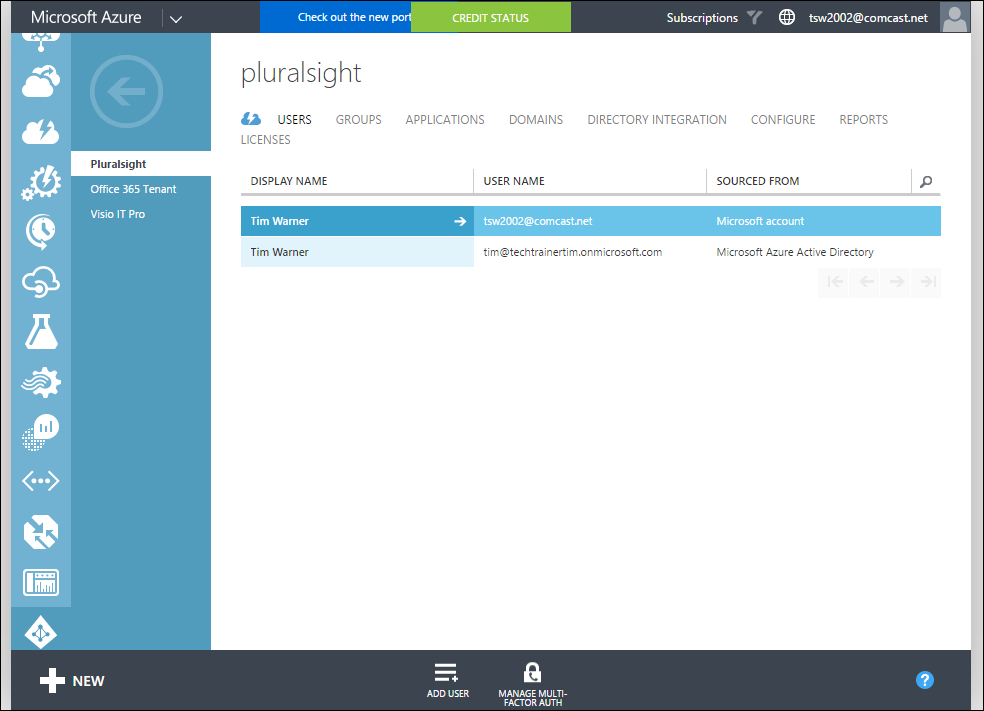 Microsoft Azure
Check out the new port
CREDIT STATUS
Subscriptions
tsw2002@comcast.net
pluralsight
USERS GROUPS APPLICATIONS DOMAINS DIRECTORY INTEGRATION CONFIGURE REPORTS
LICENSES
Pluralsight
Office 365 Tenant
Visio IT Pro
DISPLAY NAME USER NAME SOURCED FROM
Tim Warner tsw2002@comcast.net Microsoft account
Tim Warner tim@techtrainertim.onmicrosoft.com Microsoft Azure Active Directory
NEW
ADD USER
MANAGE MULTI-
FACTOR AUTH
?